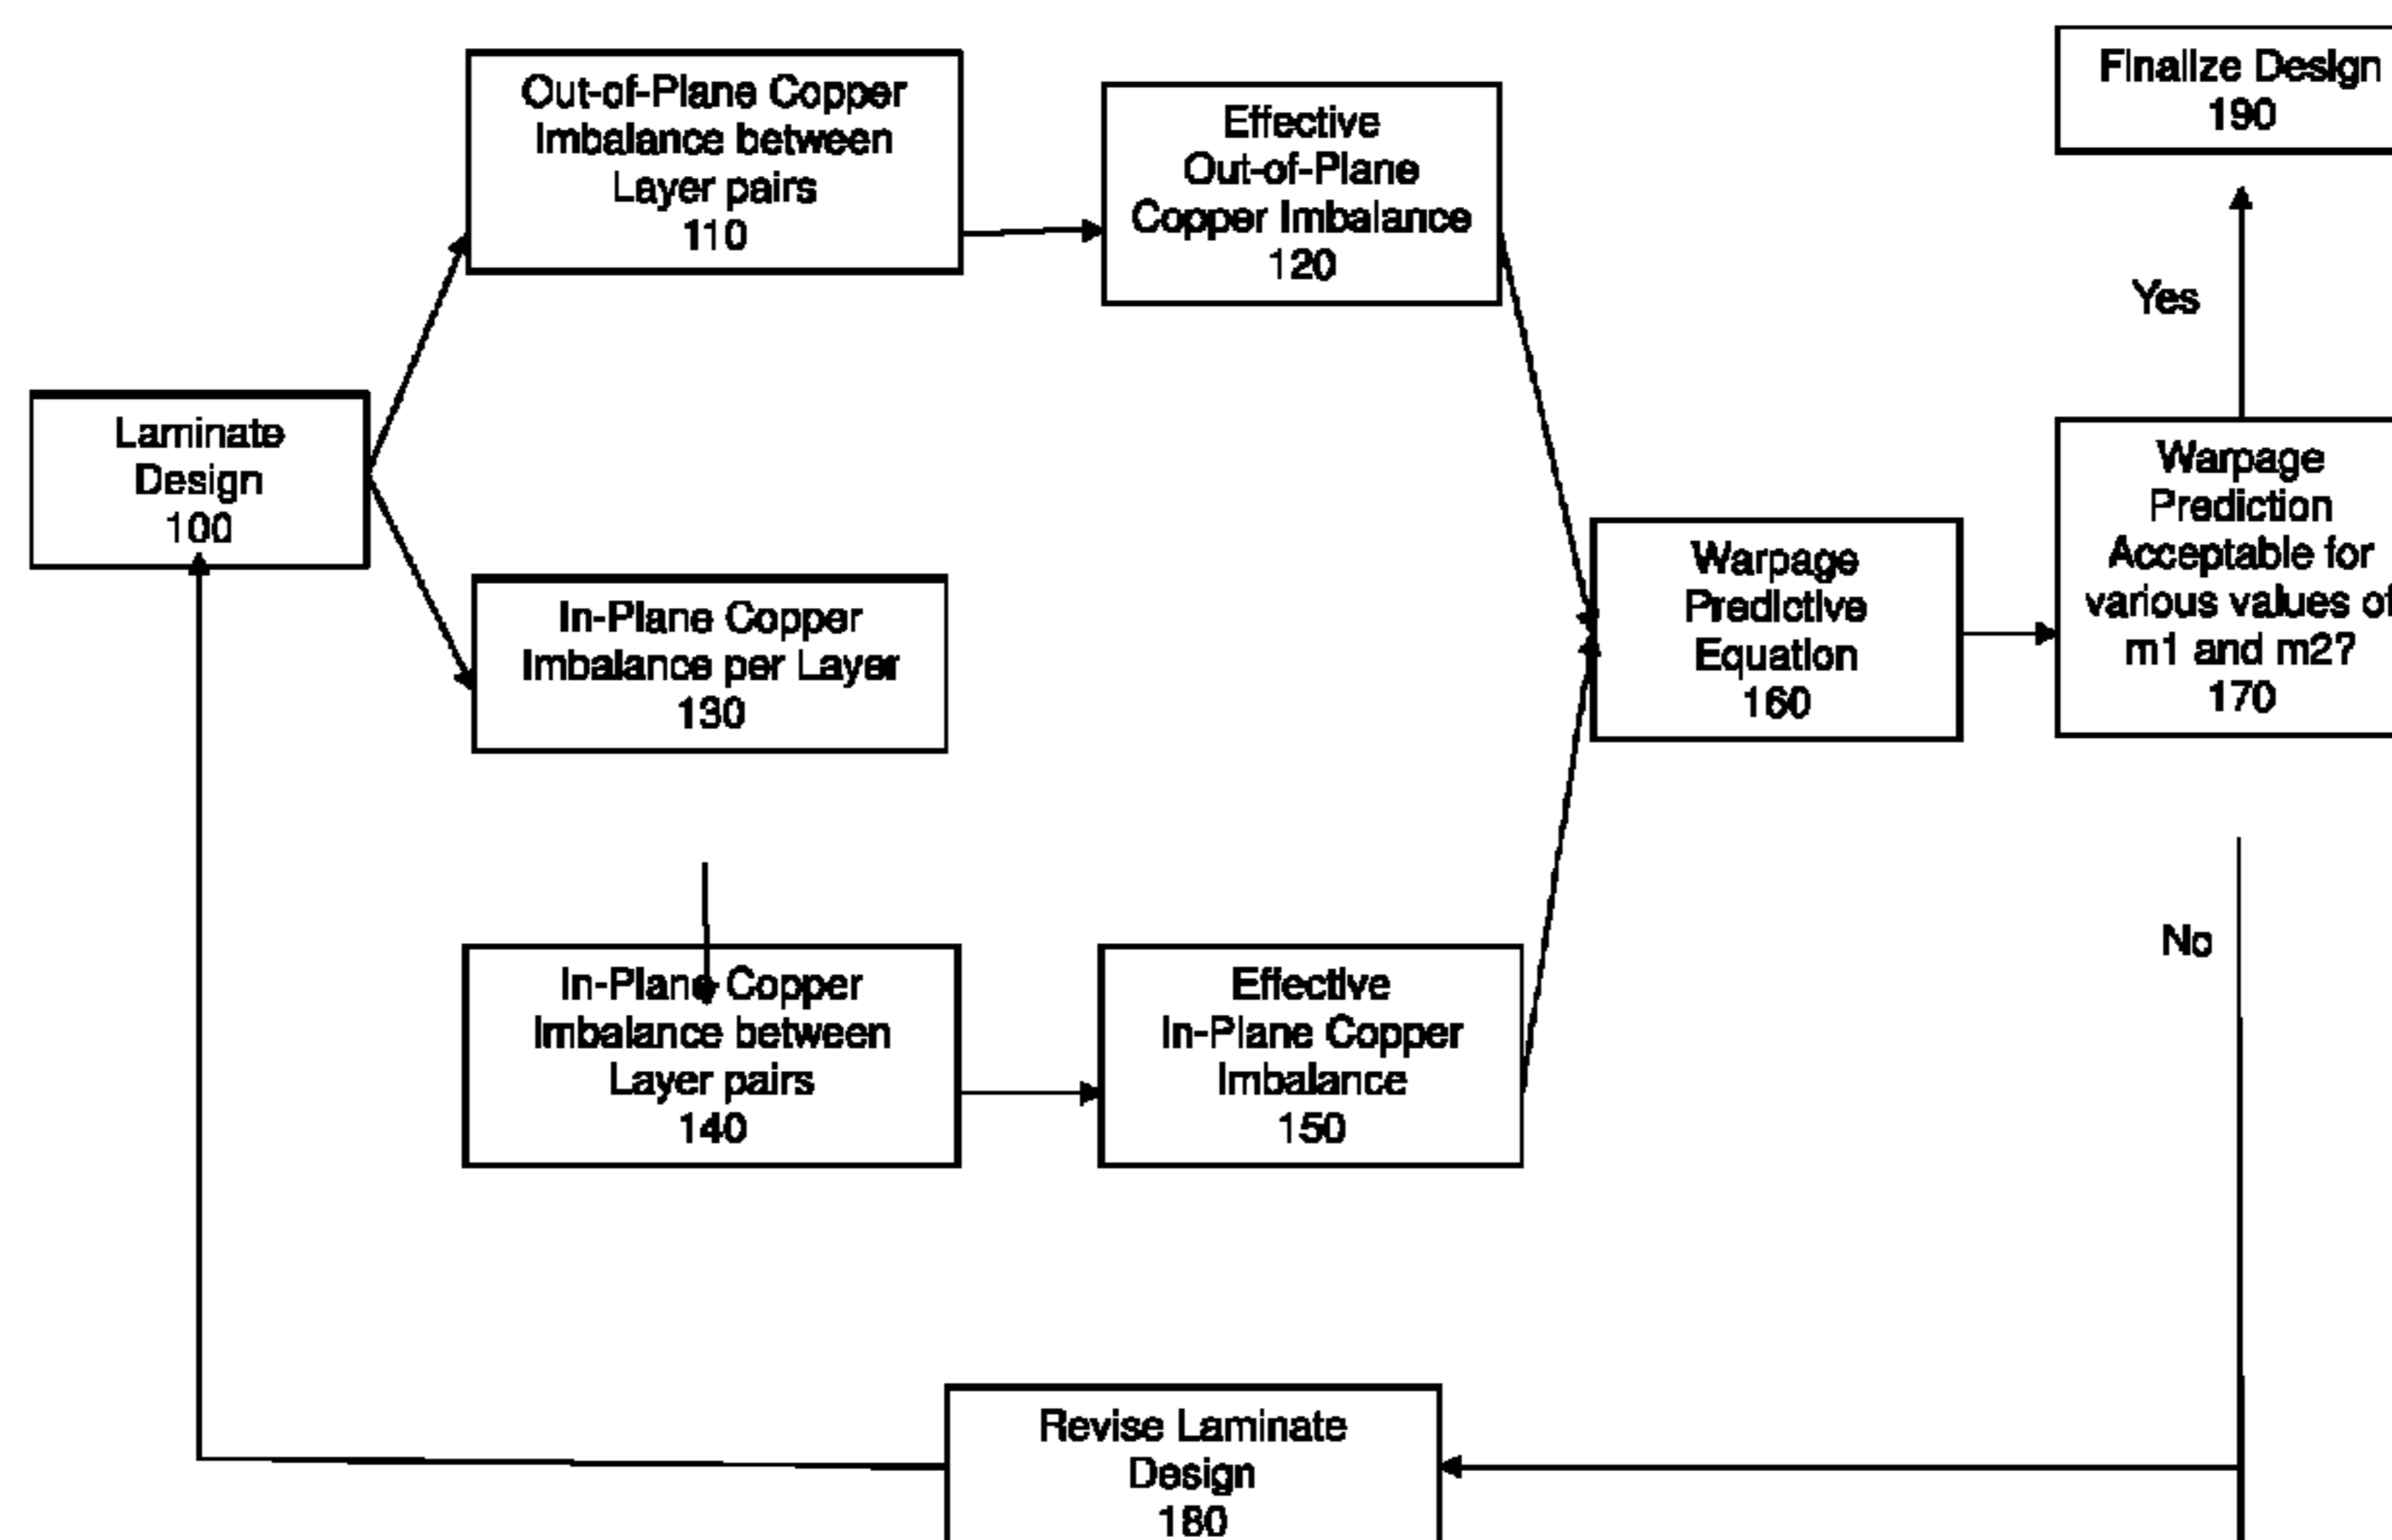 Out-of-Plane Copper
Imbalance between
Layer pairs
110
Effective
Out-of-Plane
Copper Imbalance
120
Finalize Design
190
Yes
Laminate
Design
100
In-Plane Copper
Imbalance per Layer
130
Warpage
Predictive
Equation
160
Warpage
Prediction
Acceptable for
various values of
m1 and m2?
170
No
In-Plane Copper
Imbalance between
Layer pairs
140
Effective
In-Plane Copper
Imbalance
150
Revise Laminate
Design
180